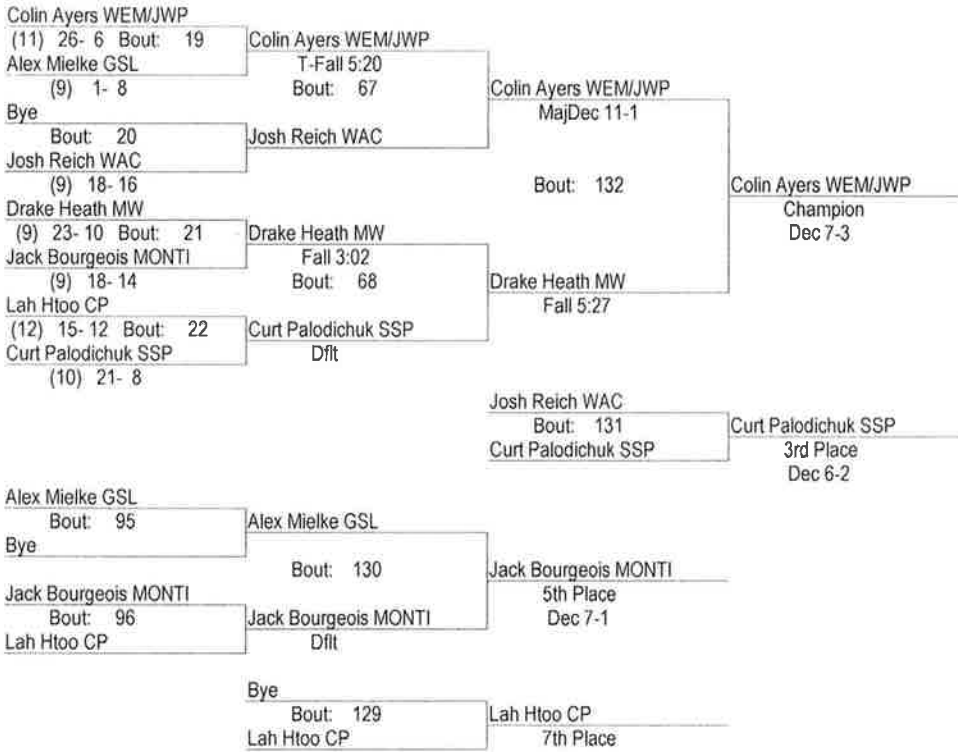 Colin Ayers WEM/JWP
(11) 26- 6 Bout: 19
Alex Mielke GSL
(9) 1- 8
Bye
Bout: 20
Josh Reich WAC
(9) 18- 16
Drake Heath MW
(9) 23- 10 Bout: 21
Jack Bourgeois MONTI
(9) 18- 14
Lah Htoo CP
(12) 15- 12 Bout: 22
Curt Palodichuk SSP
(10) 21- 8
Colin Ayers WEM/JWP
T-Fall 5:20
Bout: 67
Josh Reich WAC
Drake Heath MW
Fall 3:02
Bout: 68
Curt Palodichuk SSP
Dflt
Colin Ayers WEM/JWP
MajDec 11-1
Bout: 132
Drake Heath MW
Fall 5:27
Colin Ayers WEM/JWP
Champion
Dec 7-3
Josh Reich WAC
Bout: 131
Curt Palodichuk SSP
Curt Palodichuk SSP
3rd Place
Dec 6-2
Alex Mielke GSL
Bout: 95
Bye
Jack Bourgeois MONTI
Bout: 96
Lah Htoo CP
Alex Mielke GSL
Bout: 130
Jack Bourgeois MONTI
Dflt
Jack Bourgeois MONTI
5th Place
Dec 7-1
Bye
Bout: 129
Lah Htoo CP
Lah Htoo CP
7th Place